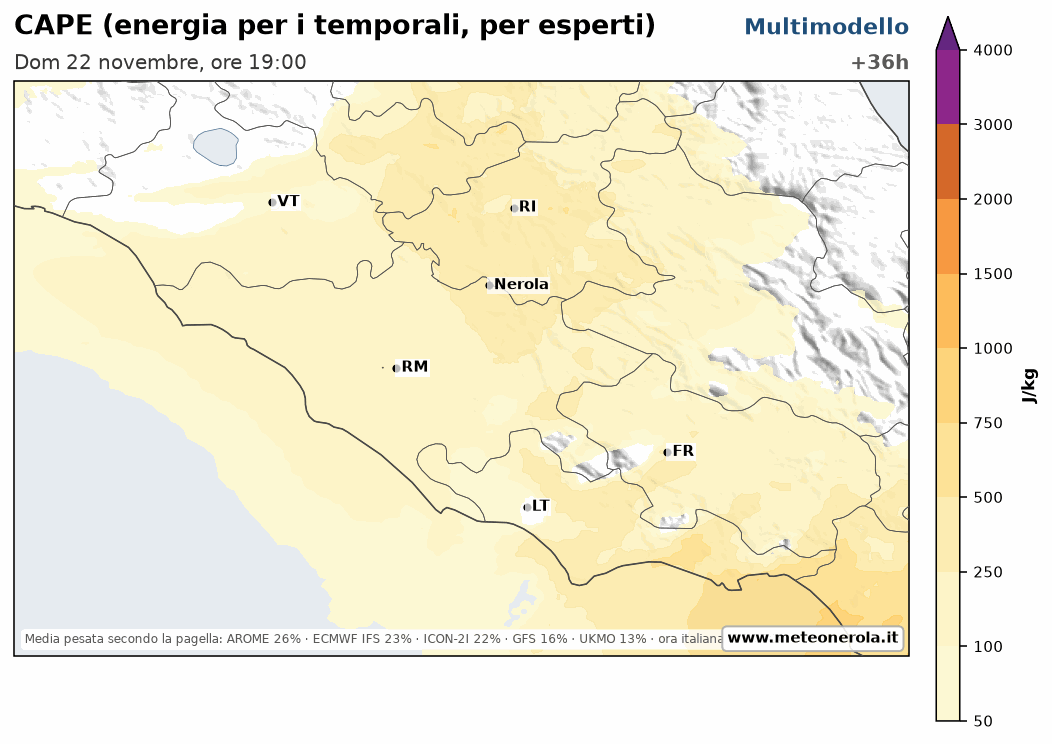 CAPE (energia per i temporali, per esperti)
Multimodello
Dom 22 novembre, ore 19:00
+36h
4000
3000
2000
1500
1000
750
500
250
100
50
J/kg
VT
RI
Nerola
RM
FR
LT
Media pesata secondo la pagella: AROME 26% · ECMWF IFS 23% · ICON-2I 22% · GFS 16% · UKMO 13% · ora italiana
www.meteonerola.it